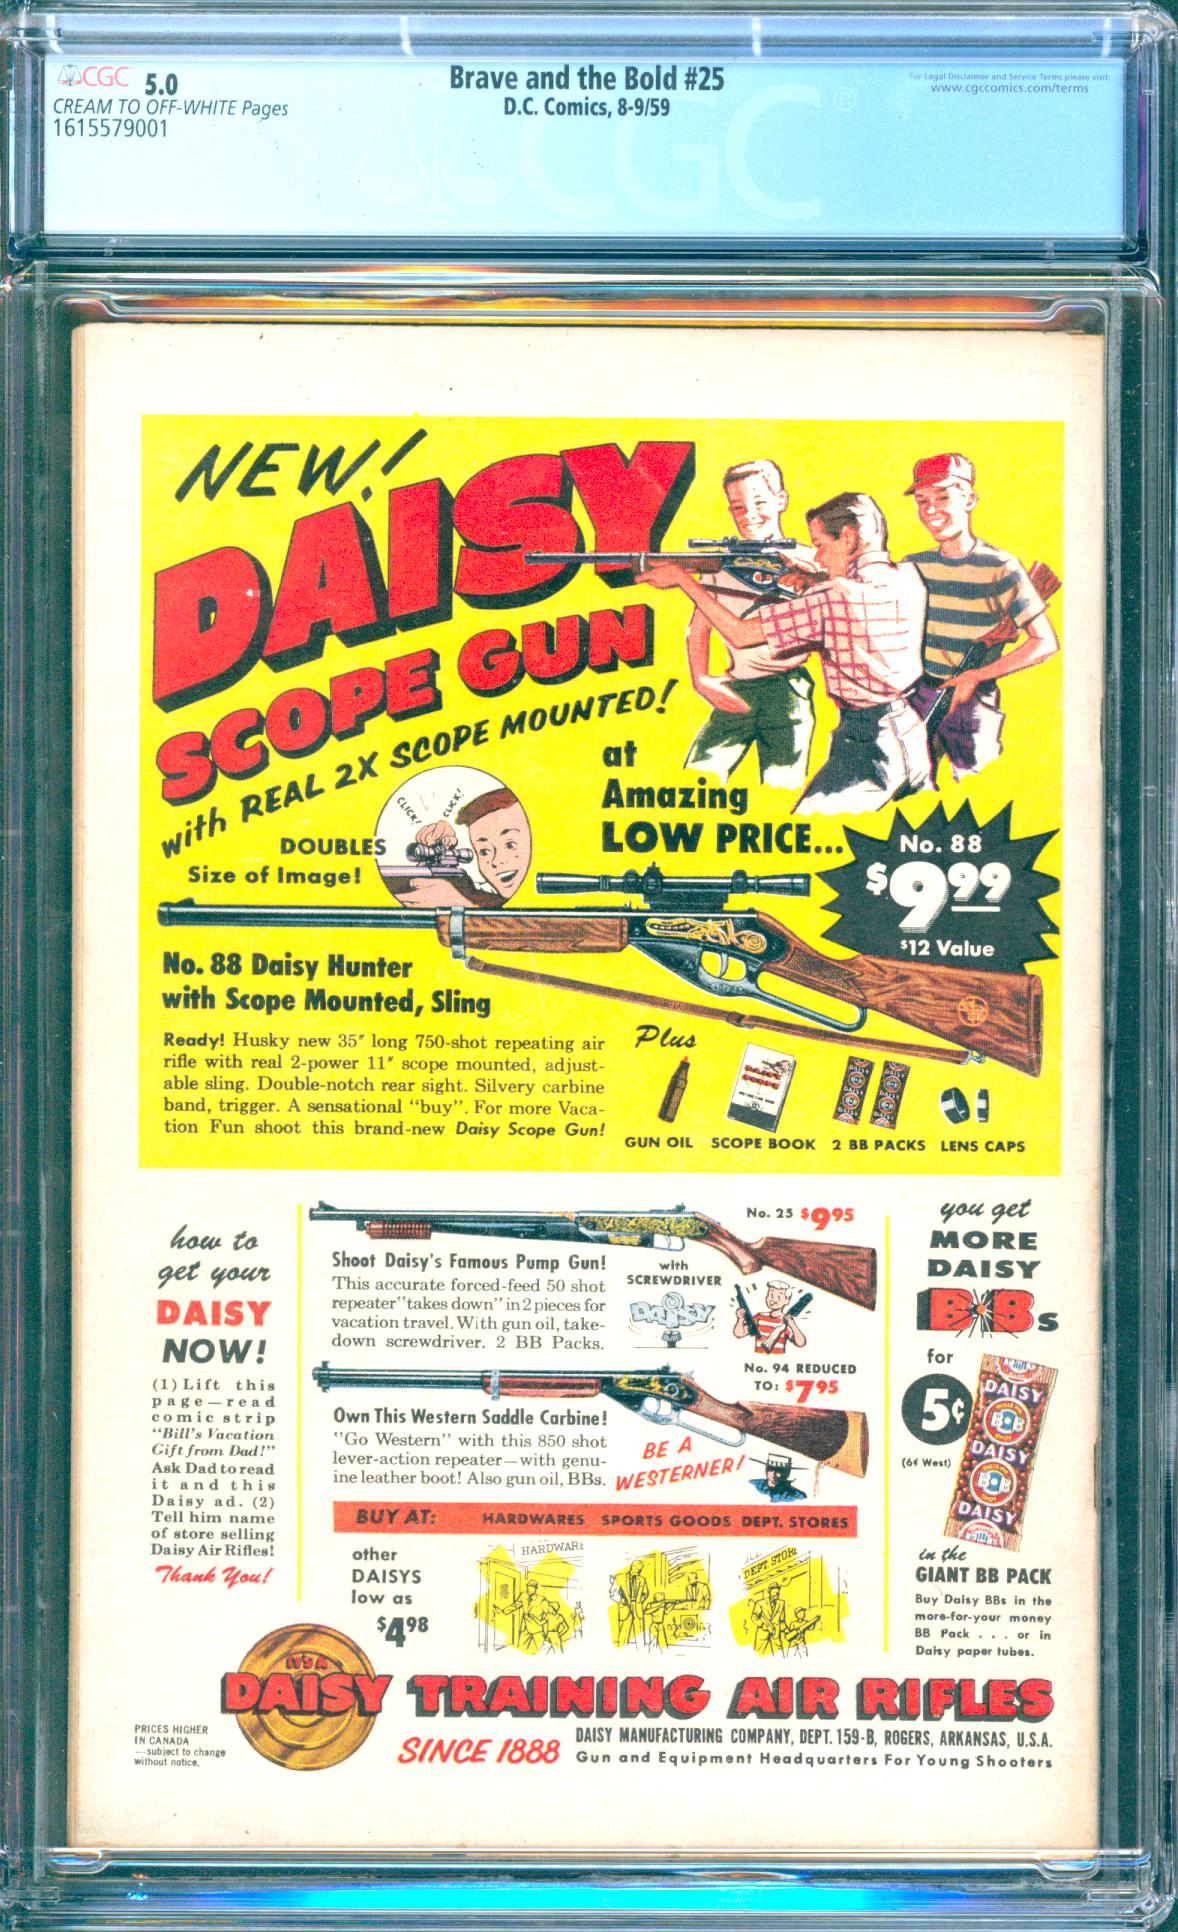 CGC 5.0
CREAM TO OFF-WHITE Pages
1615579001
Brave and the Bold #25
D.C. Comics, 8-9/59
For Legal Disclaimer and Service Terms please visit:
www.cgccomics.com/terms
CGC
NEW!
DAISY
SCOPE GUN
with REAL 2X SCOPE MOUNTED!
DOUBLES
Size of Image!
CLICK! CLICK!
at
Amazing
LOW PRICE...
No. 88
$9.99
$12 Value
No. 88 Daisy Hunter
with Scope Mounted, Sling
Ready! Husky new 35″ long 750-shot repeating air
rifle with real 2-power 11″ scope mounted, adjust-
able sling. Double-notch rear sight. Silvery carbine
band, trigger. A sensational "buy". For more Vaca-
tion Fun shoot this brand-new Daisy Scope Gun!
Plus
GUN OIL
SCOPE BOOK
2 BB PACKS
LENS CAPS
how to
get your
DAISY
NOW!
(1) Lift this
page—read
comic strip
"Bill's Vacation
Gift from Dad!"
Ask Dad to read
it and this
Daisy ad. (2)
Tell him name
of store selling
Daisy Air Rifles!
Thank You!
No. 25 $9.95
Shoot Daisy's Famous Pump Gun!
This accurate forced-feed 50 shot
repeater "takes down" in 2 pieces for
vacation travel. With gun oil, take-
down screwdriver. 2 BB Packs.
with
SCREWDRIVER
DAISY
No. 94 REDUCED
TO: $7.95
Own This Western Saddle Carbine!
"Go Western" with this 850 shot
lever-action repeater—with genu-
ine leather boot! Also gun oil, BBs.
BE A
WESTERNER!
BUY AT: HARDWARES SPORTS GOODS DEPT. STORES
other
DAISYS
low as
$4.98
HARDWARE
DEPT STORE
you get
MORE
DAISY
B•Bs
for
5¢
(6¢ West)
DAISY
BB
DAISY
BB
DAISY
in the
GIANT BB PACK
Buy Daisy BBs in the
more-for-your money
BB Pack . . . or in
Daisy paper tubes.
IT'S A
DAISY TRAINING AIR RIFLES
PRICES HIGHER
IN CANADA
—subject to change
without notice.
SINCE 1888
DAISY MANUFACTURING COMPANY, DEPT. 159-B, ROGERS, ARKANSAS, U.S.A.
Gun and Equipment Headquarters For Young Shooters